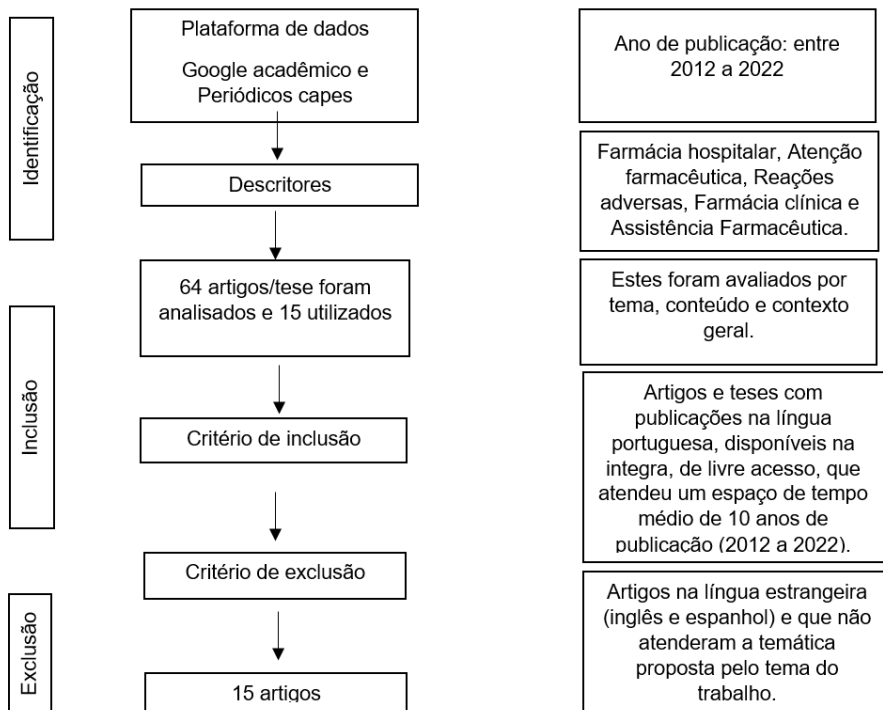 Identificação
Plataforma de dados
Google acadêmico e
Periódicos capes
Ano de publicação: entre
2012 a 2022
Descritores
Farmácia hospitalar, Atenção
farmacêutica, Reações
adversas, Farmácia clínica e
Assistência Farmacêutica.
Inclusão
64 artigos/tese foram
analisados e 15 utilizados
Estes foram avaliados por
tema, conteúdo e contexto
geral.
Critério de inclusão
Artigos e teses com
publicações na língua
portuguesa, disponíveis na
integra, de livre acesso, que
atendeu um espaço de tempo
médio de 10 anos de
publicação (2012 a 2022).
Exclusão
Critério de exclusão
Artigos na língua estrangeira
(inglês e espanhol) e que não
atenderam a temática
proposta pelo tema do
trabalho.
15 artigos